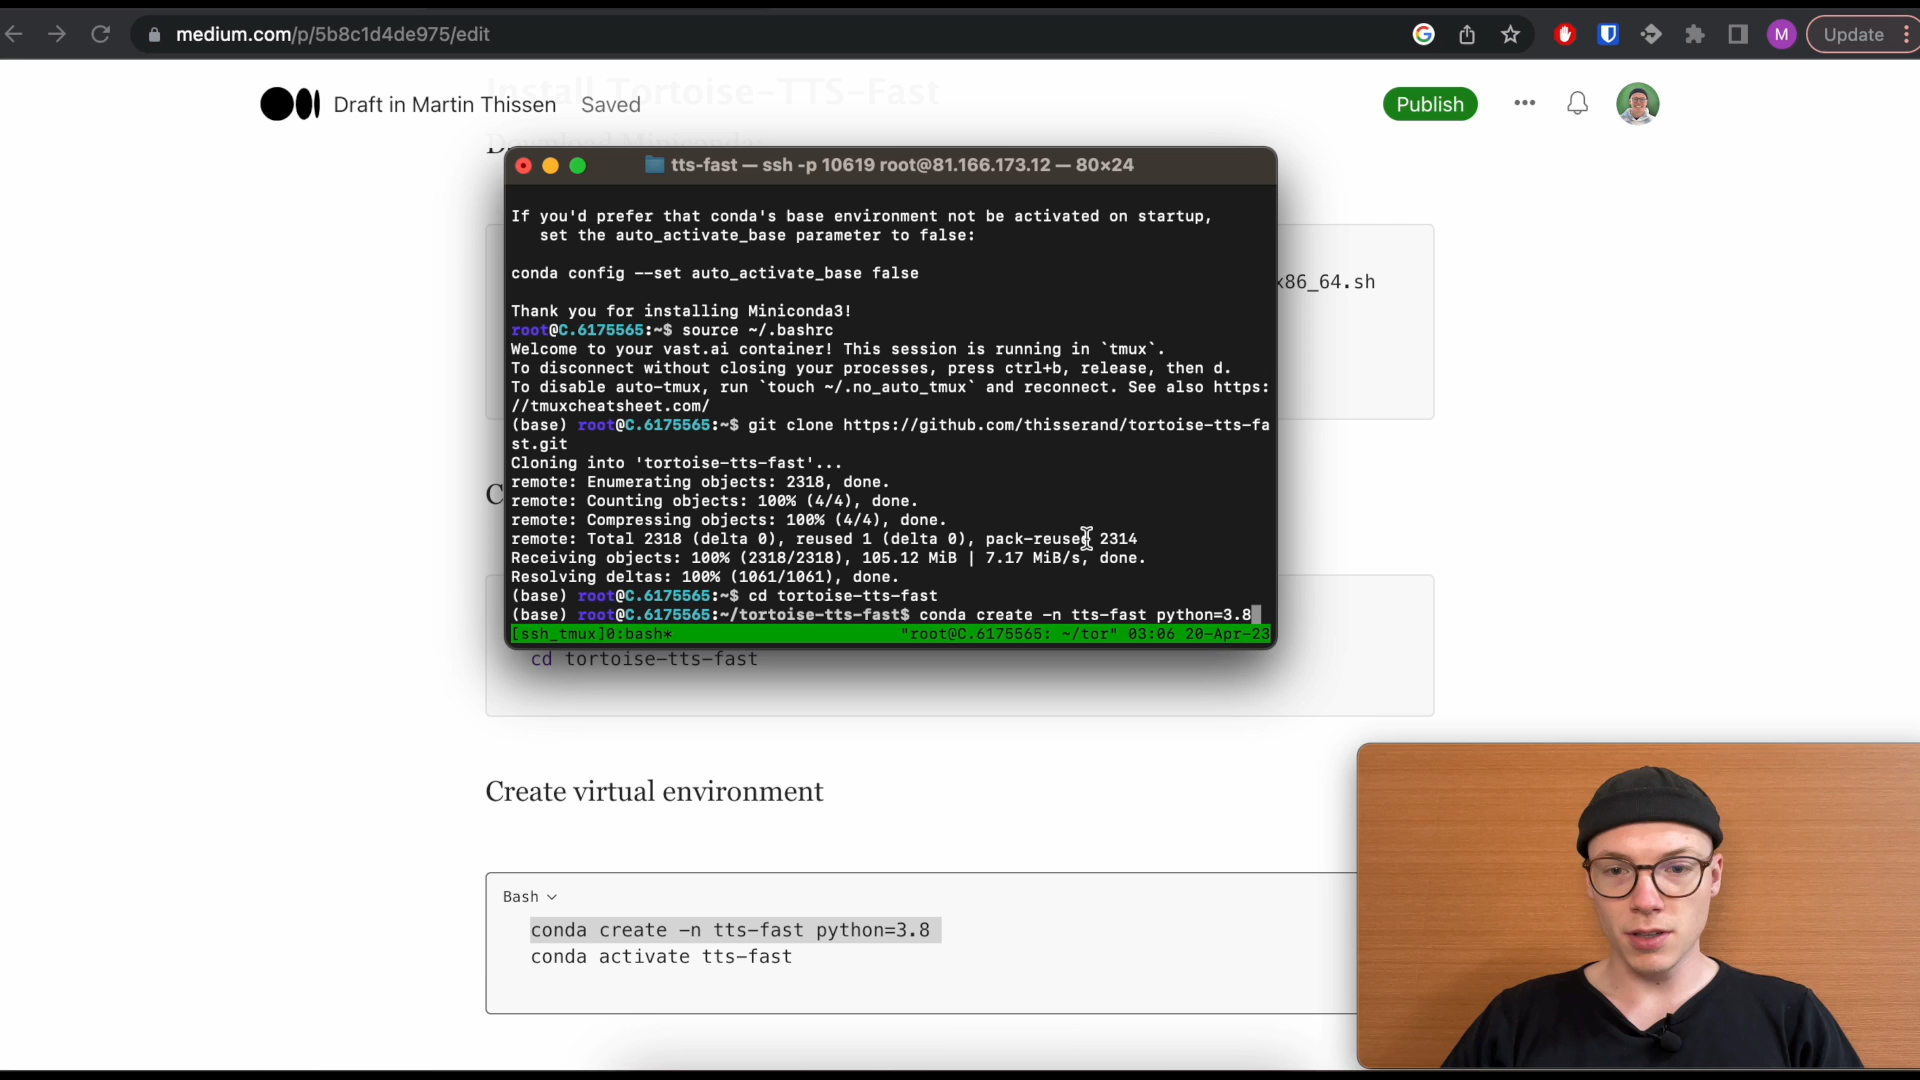 medium.com/p/5b8c1d4de975/edit
M
Update
Install Tortoise-TTS-Fast
Draft in Martin Thissen Saved
Publish
Download Miniconda
tts-fast — ssh -p 10619 root@81.166.173.12 — 80×24
If you'd prefer that conda's base environment not be activated on startup,
set the auto_activate_base parameter to false:
conda config --set auto_activate_base false
x86_64.sh
Thank you for installing Miniconda3!
root@C.6175565:~$ source ~/.bashrc
Welcome to your vast.ai container! This session is running in `tmux`.
To disconnect without closing your processes, press ctrl+b, release, then d.
To disable auto-tmux, run `touch ~/.no_auto_tmux` and reconnect. See also https:
//tmuxcheatsheet.com/
(base) root@C.6175565:~$ git clone https://github.com/thisserand/tortoise-tts-fa
st.git
Cloning into 'tortoise-tts-fast'...
remote: Enumerating objects: 2318, done.
C
remote: Counting objects: 100% (4/4), done.
remote: Compressing objects: 100% (4/4), done.
remote: Total 2318 (delta 0), reused 1 (delta 0), pack-reused 2314
Receiving objects: 100% (2318/2318), 105.12 MiB | 7.17 MiB/s, done.
Resolving deltas: 100% (1061/1061), done.
(base) root@C.6175565:~$ cd tortoise-tts-fast
(base) root@C.6175565:~/tortoise-tts-fast$ conda create -n tts-fast python=3.8
[ssh_tmux]0:bash* "root@C.6175565: ~/tor" 03:06 20-Apr-23
cd tortoise-tts-fast
Create virtual environment
Bash
conda create -n tts-fast python=3.8
conda activate tts-fast